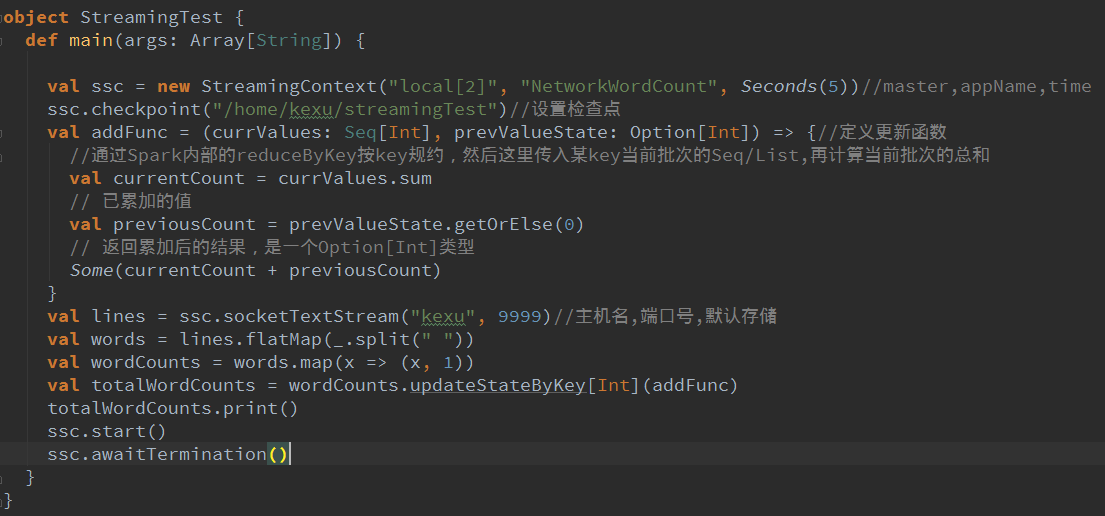 object StreamingTest {
  def main(args: Array[String]) {
    val ssc = new StreamingContext("local[2]", "NetworkWordCount", Seconds(5))//master,appName,time
    ssc.checkpoint("/home/kexu/streamingTest")//设置检查点
    val addFunc = (currValues: Seq[Int], prevValueState: Option[Int]) => {//定义更新函数
      //通过Spark内部的reduceByKey按key规约，然后这里传入某key当前批次的Seq/List,再计算当前批次的总和
      val currentCount = currValues.sum
      // 已累加的值
      val previousCount = prevValueState.getOrElse(0)
      // 返回累加后的结果，是一个Option[Int]类型
      Some(currentCount + previousCount)
    }
    val lines = ssc.socketTextStream("kexu", 9999)//主机名,端口号,默认存储
    val words = lines.flatMap(_.split(" "))
    val wordCounts = words.map(x => (x, 1))
    val totalWordCounts = wordCounts.updateStateByKey[Int](addFunc)
    totalWordCounts.print()
    ssc.start()
    ssc.awaitTermination()
  }
}